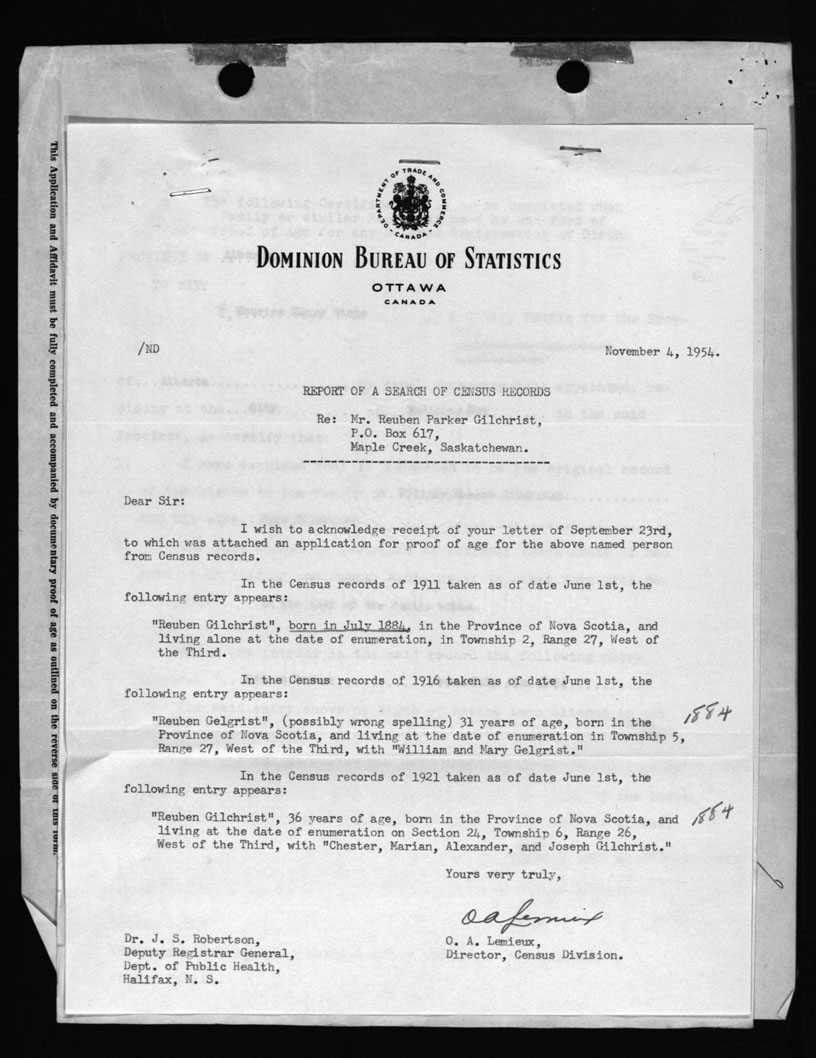 DEPARTMENT OF TRADE AND COMMERCE
CANADA
DOMINION BUREAU OF STATISTICS
OTTAWA
CANADA
/ND
November 4, 1954.
REPORT OF A SEARCH OF CENSUS RECORDS
Re: Mr. Reuben Parker Gilchrist,
P.O. Box 617,
Maple Creek, Saskatchewan.
Dear Sir:
I wish to acknowledge receipt of your letter of September 23rd,
to which was attached an application for proof of age for the above named person
from Census records.
In the Census records of 1911 taken as of date June 1st, the
following entry appears:
"Reuben Gilchrist", born in July 1884, in the Province of Nova Scotia, and
living alone at the date of enumeration, in Township 2, Range 27, West of
the Third.
In the Census records of 1916 taken as of date June 1st, the
following entry appears:
"Reuben Gelgrist", (possibly wrong spelling) 31 years of age, born in the
1884
Province of Nova Scotia, and living at the date of enumeration in Township 5,
Range 27, West of the Third, with "William and Mary Gelgrist."
In the Census records of 1921 taken as of date June 1st, the
following entry appears:
"Reuben Gilchrist", 36 years of age, born in the Province of Nova Scotia, and
1884
living at the date of enumeration on Section 24, Township 6, Range 26,
West of the Third, with "Chester, Marian, Alexander, and Joseph Gilchrist."
Yours very truly,
O A Lemieux
O. A. Lemieux,
Director, Census Division.
Dr. J. S. Robertson,
Deputy Registrar General,
Dept. of Public Health,
Halifax, N. S.
This Application and Affidavit must be fully completed and accompanied by documentary proof of age as outlined on the reverse side of this form.